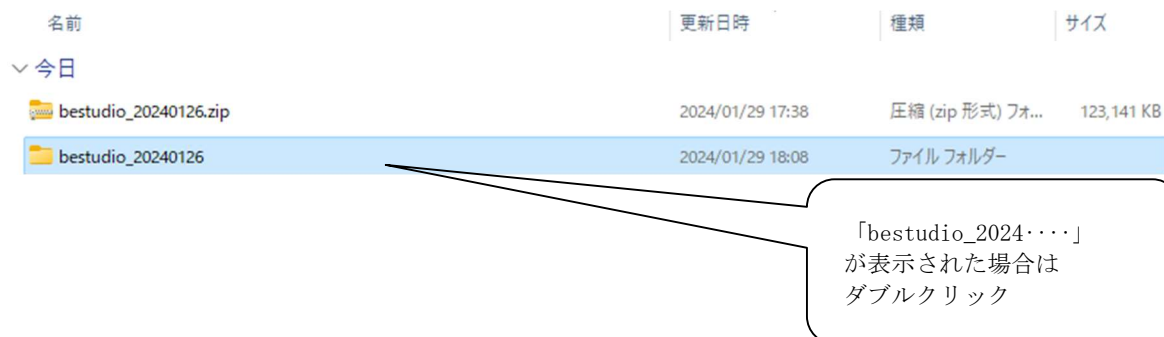 名前 更新日時 種類 サイズ
今日
bestudio_20240126.zip 2024/01/29 17:38 圧縮 (zip 形式) フォ... 123,141 KB
bestudio_20240126 2024/01/29 18:08 ファイル フォルダー
「bestudio_2024････」
が表示された場合は
ダブルクリック